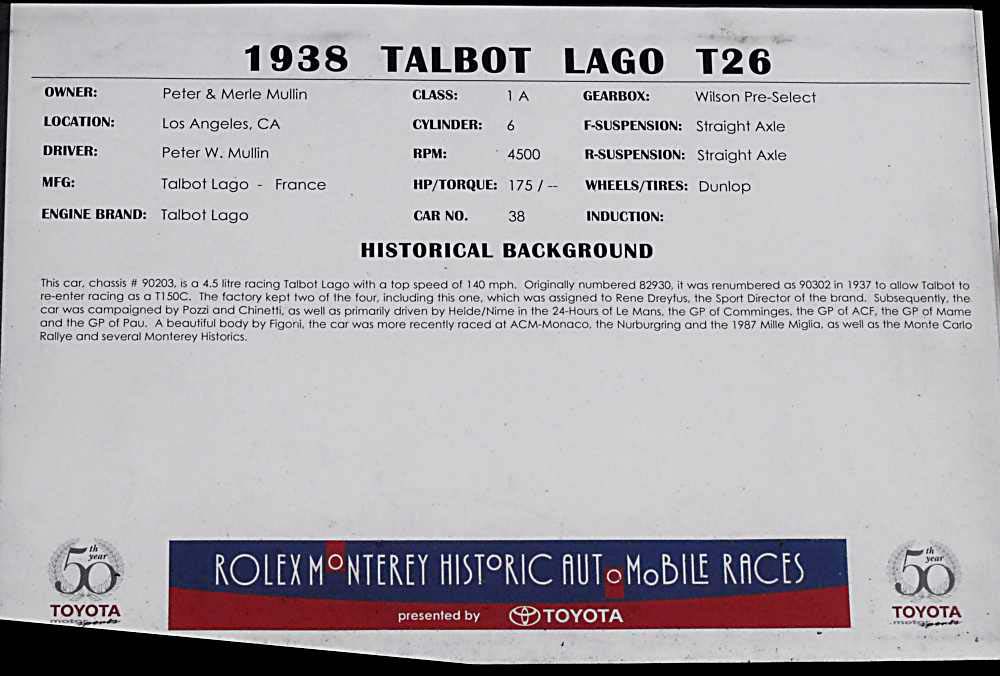 1938 TALBOT LAGO T26
OWNER: Peter & Merle Mullin CLASS: 1 A GEARBOX: Wilson Pre-Select
LOCATION: Los Angeles, CA CYLINDER: 6 F-SUSPENSION: Straight Axle
DRIVER: Peter W. Mullin RPM: 4500 R-SUSPENSION: Straight Axle
MFG: Talbot Lago - France HP/TORQUE: 175 / -- WHEELS/TIRES: Dunlop
ENGINE BRAND: Talbot Lago CAR NO. 38 INDUCTION:
HISTORICAL BACKGROUND
This car, chassis # 90203, is a 4.5 litre racing Talbot Lago with a top speed of 140 mph. Originally numbered 82930, it was renumbered as 90302 in 1937 to allow Talbot to
re-enter racing as a T150C. The factory kept two of the four, including this one, which was assigned to Rene Dreyfus, the Sport Director of the brand. Subsequently, the
car was campaigned by Pozzi and Chinetti, as well as primarily driven by Heide/Nime in the 24-Hours of Le Mans, the GP of Comminges, the GP of ACF, the GP of Mame
and the GP of Pau. A beautiful body by Figoni, the car was more recently raced at ACM-Monaco, the Nurburgring and the 1987 Mille Miglia, as well as the Monte Carlo
Rallye and several Monterey Historics.
50th year
TOYOTA
motorsports
ROLEX MONTEREY HISTORIC AUTOMOBILE RACES
presented by TOYOTA
50th year
TOYOTA
motorsports